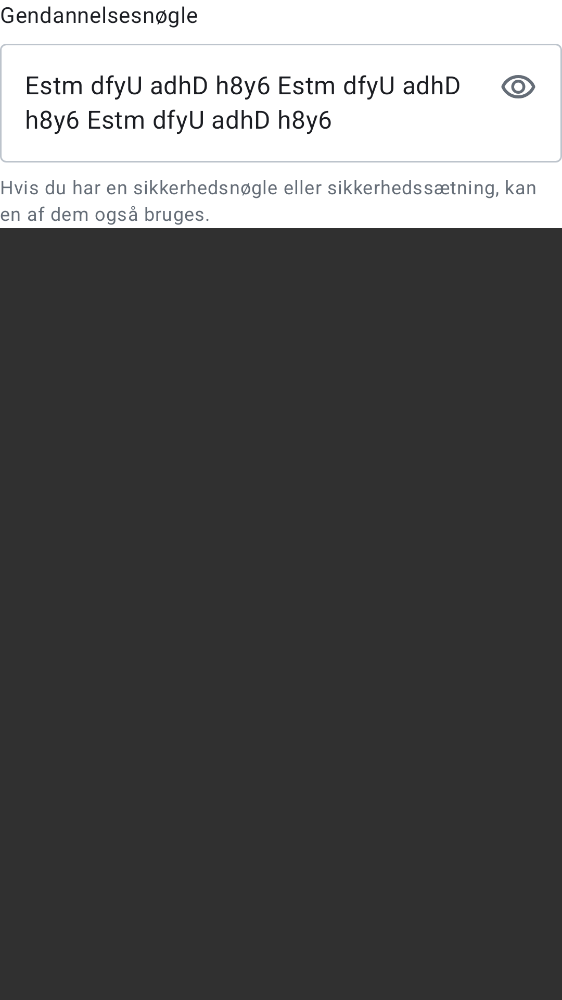 Gendannelsesnøgle
Estm dfyU adhD h8y6 Estm dfyU adhD
h8y6 Estm dfyU adhD h8y6
Hvis du har en sikkerhedsnøgle eller sikkerhedssætning, kan
en af dem også bruges.